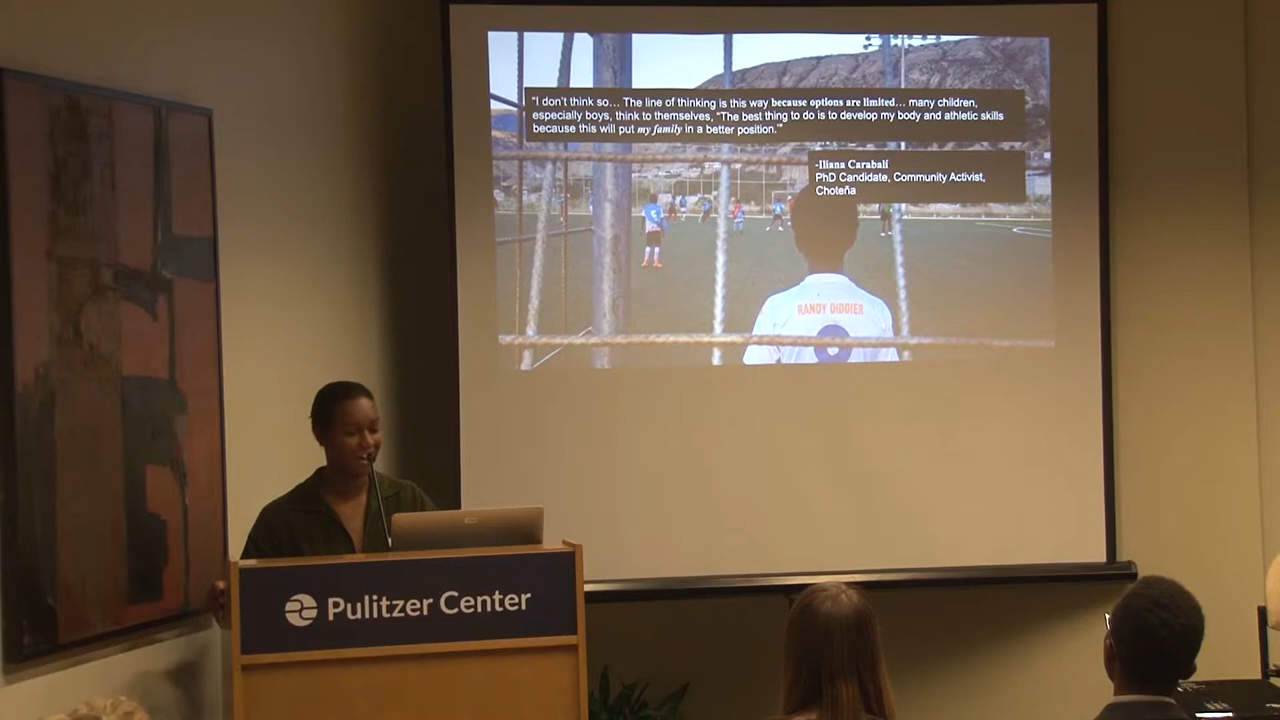 “I don’t think so... The line of thinking is this way because options are limited... many children,
especially boys, think to themselves, “The best thing to do is to develop my body and athletic skills
because this will put my family in a better position.’”
-Iliana Carabalí
PhD Candidate, Community Activist,
Choteña
RANDY DIDDIER
Pulitzer Center